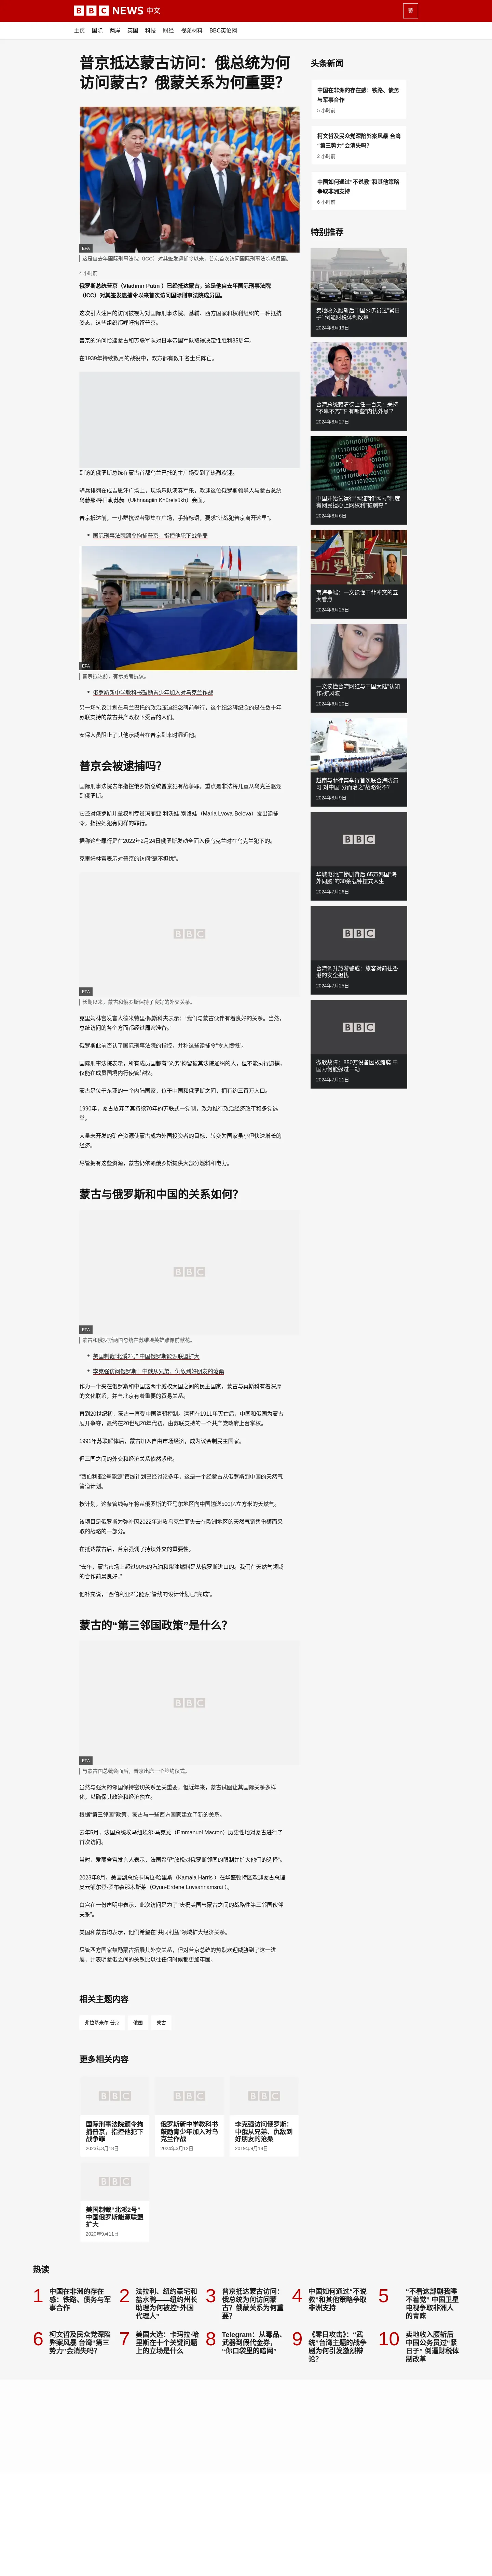 BBC NEWS 中文
繁
主页 国际 两岸 英国 科技 财经 视频材料 BBC英伦网
普京抵达蒙古访问：俄总统为何
访问蒙古？俄蒙关系为何重要？
EPA
这是自去年国际刑事法院（ICC）对其签发逮捕令以来，普京首次访问国际刑事法院成员国。
4 小时前
俄罗斯总统普京（Vladimir Putin ）已经抵达蒙古，这是他自去年国际刑事法院
（ICC）对其签发逮捕令以来首次访问国际刑事法院成员国。
这次引人注目的访问被视为对国际刑事法院、基辅、西方国家和权利组织的一种抵抗
姿态，这些组织都呼吁拘留普京。
普京的访问恰逢蒙古和苏联军队对日本帝国军队取得决定性胜利85周年。
在1939年持续数月的战役中，双方都有数千名士兵阵亡。
到访的俄罗斯总统在蒙古首都乌兰巴托的主广场受到了热烈欢迎。
骑兵排列在成吉思汗广场上，现场乐队演奏军乐，欢迎这位俄罗斯领导人与蒙古总统
乌赫那·呼日勒苏赫（Ukhnaagiin Khürelsükh）会面。
普京抵达前，一小群抗议者聚集在广场，手持标语，要求“让战犯普京离开这里”。
国际刑事法院颁令拘捕普京，指控他犯下战争罪
EPA
普京抵达前，有示威者抗议。
俄罗斯新中学教科书鼓励青少年加入对乌克兰作战
另一场抗议计划在乌兰巴托的政治压迫纪念碑前举行，这个纪念碑纪念的是在数十年
苏联支持的蒙古共产政权下受害的人们。
安保人员阻止了其他示威者在普京到来时靠近他。
普京会被逮捕吗？
国际刑事法院去年指控俄罗斯总统普京犯有战争罪，重点是非法将儿童从乌克兰驱逐
到俄罗斯。
它还对俄罗斯儿童权利专员玛丽亚·利沃娃-别洛娃（Maria Lvova-Belova）发出逮捕
令，指控她犯有同样的罪行。
据称这些罪行是在2022年2月24日俄罗斯发动全面入侵乌克兰时在乌克兰犯下的。
克里姆林宫表示对普京的访问“毫不担忧”。
BBC
EPA
长期以来，蒙古和俄罗斯保持了良好的外交关系。
克里姆林宫发言人德米特里·佩斯科夫表示：“我们与蒙古伙伴有着良好的关系。当然，
总统访问的各个方面都经过周密准备。”
俄罗斯此前否认了国际刑事法院的指控，并称这些逮捕令“令人愤慨”。
国际刑事法院表示，所有成员国都有“义务”拘留被其法院通缉的人，但不能执行逮捕，
仅能在成员国境内行使管辖权。
蒙古是位于东亚的一个内陆国家，位于中国和俄罗斯之间，拥有约三百万人口。
1990年，蒙古放弃了其持续70年的苏联式一党制，改为推行政治经济改革和多党选
举。
大量未开发的矿产资源使蒙古成为外国投资者的目标，转变为国家虽小但快速增长的
经济。
尽管拥有这些资源，蒙古仍依赖俄罗斯提供大部分燃料和电力。
蒙古与俄罗斯和中国的关系如何？
BBC
EPA
蒙古和俄罗斯两国总统在苏维埃英雄雕像前献花。
美国制裁“北溪2号” 中国俄罗斯能源联盟扩大
李克强访问俄罗斯：中俄从兄弟、仇敌到好朋友的沧桑
作为一个夹在俄罗斯和中国这两个威权大国之间的民主国家，蒙古与莫斯科有着深厚
的文化联系，并与北京有着重要的贸易关系。
直到20世纪初，蒙古一直受中国清朝控制。清朝在1911年灭亡后，中国和俄国为蒙古
展开争夺，最终在20世纪20年代初，由苏联支持的一个共产党政府上台掌权。
1991年苏联解体后，蒙古加入自由市场经济，成为议会制民主国家。
但三国之间的外交和经济关系依然紧密。
“西伯利亚2号能源”管线计划已经讨论多年，这是一个经蒙古从俄罗斯到中国的天然气
管道计划。
按计划，这条管线每年将从俄罗斯的亚马尔地区向中国输送500亿立方米的天然气。
该项目是俄罗斯为弥补因2022年进攻乌克兰而失去在欧洲地区的天然气销售份额而采
取的战略的一部分。
在抵达蒙古后，普京强调了持续外交的重要性。
“去年，蒙古市场上超过90%的汽油和柴油燃料是从俄罗斯进口的。我们在天然气领域
的合作前景良好。”
他补充说，“西伯利亚2号能源”管线的设计计划已“完成”。
蒙古的“第三邻国政策”是什么？
BBC
EPA
与蒙古国总统会面后，普京出席一个签约仪式。
虽然与强大的邻国保持密切关系至关重要，但近年来，蒙古试图让其国际关系多样
化，以确保其政治和经济独立。
根据“第三邻国”政策，蒙古与一些西方国家建立了新的关系。
去年5月，法国总统埃马纽埃尔·马克龙（Emmanuel Macron）历史性地对蒙古进行了
首次访问。
当时，爱丽舍宫发言人表示，法国希望“放松对俄罗斯邻国的限制并扩大他们的选择”。
2023年8月，美国副总统卡玛拉·哈里斯（Kamala Harris ）在华盛顿特区欢迎蒙古总理
奥云额尔登·罗布森那木斯莱（Oyun-Erdene Luvsannamsrai ）。
白宫在一份声明中表示，此次访问是为了“庆祝美国与蒙古之间的战略性第三邻国伙伴
关系”。
美国和蒙古均表示，他们希望在“共同利益”领域扩大经济关系。
尽管西方国家鼓励蒙古拓展其外交关系，但对普京总统的热烈欢迎威胁到了这一进
展，并表明蒙俄之间的关系比以往任何时候都更加牢固。
相关主题内容
弗拉基米尔·普京 俄国 蒙古
更多相关内容
BBC BBC BBC
国际刑事法院颁令拘
捕普京，指控他犯下
战争罪
2023年3月18日
俄罗斯新中学教科书
鼓励青少年加入对乌
克兰作战
2024年3月12日
李克强访问俄罗斯：
中俄从兄弟、仇敌到
好朋友的沧桑
2019年9月18日
BBC
美国制裁“北溪2号”
中国俄罗斯能源联盟
扩大
2020年9月11日
头条新闻
中国在非洲的存在感：铁路、债务
与军事合作
5 小时前
柯文哲及民众党深陷弊案风暴 台湾
“第三势力”会消失吗？
2 小时前
中国如何通过“不说教”和其他策略
争取非洲支持
6 小时前
特别推荐
卖地收入腰斩后中国公务员过“紧日
子” 倒逼财税体制改革
2024年8月19日
台湾总统赖清德上任一百天：秉持
“不卑不亢”下 有哪些“内忧外患”？
2024年8月27日
中国开始试运行“网证”和“网号”制度
有网民担心上网权利“被剥夺 ”
2024年8月6日
南海争端：一文读懂中菲冲突的五
大看点
2024年6月25日
一文读懂台湾网红与中国大陆“认知
作战”风波
2024年6月20日
越南与菲律宾举行首次联合海防演
习 对中国“分而治之”战略说不？
2024年8月9日
BBC
华城电池厂惨剧背后 65万韩国“海
外同胞”的30余载钟摆式人生
2024年7月26日
BBC
台湾调升旅游警戒：旅客对前往香
港的安全担忧
2024年7月25日
BBC
微软故障：850万设备因故瘫痪 中
国为何能躲过一劫
2024年7月21日
热读
1 中国在非洲的存在
感：铁路、债务与军
事合作
2 法拉利、纽约豪宅和
盐水鸭——纽约州长
助理为何被控“外国
代理人”
3 普京抵达蒙古访问：
俄总统为何访问蒙
古？俄蒙关系为何重
要？
4 中国如何通过“不说
教”和其他策略争取
非洲支持
5 “不看这部剧我睡
不着觉” 中国卫星
电视争取非洲人
的青睐
6 柯文哲及民众党深陷
弊案风暴 台湾“第三
势力”会消失吗？
7 美国大选：卡玛拉·哈
里斯在十个关键问题
上的立场是什么
8 Telegram：从毒品、
武器到假代金券，
“你口袋里的暗网”
9 《零日攻击》：“武
统”台湾主题的战争
剧为何引发激烈辩
论？
10 卖地收入腰斩后
中国公务员过“紧
日子” 倒逼财税体
制改革